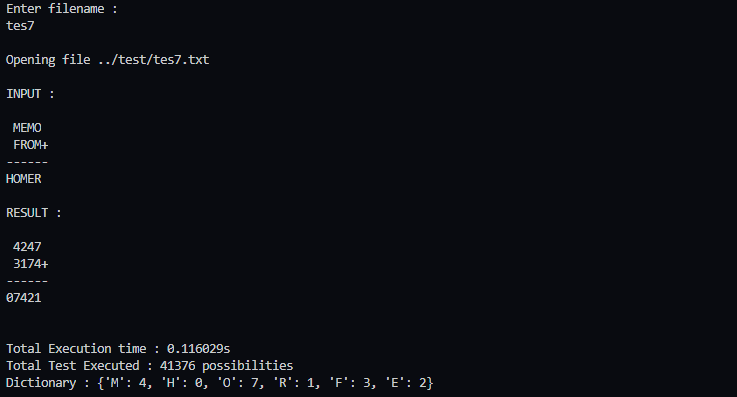 Enter filename :
tes7
Opening file ../test/tes7.txt
INPUT :
 MEMO
 FROM+
------
HOMER
RESULT :
 4247
 3174+
------
07421
Total Execution time : 0.116029s
Total Test Executed : 41376 possibilities
Dictionary : {'M': 4, 'H': 0, 'O': 7, 'R': 1, 'F': 3, 'E': 2}